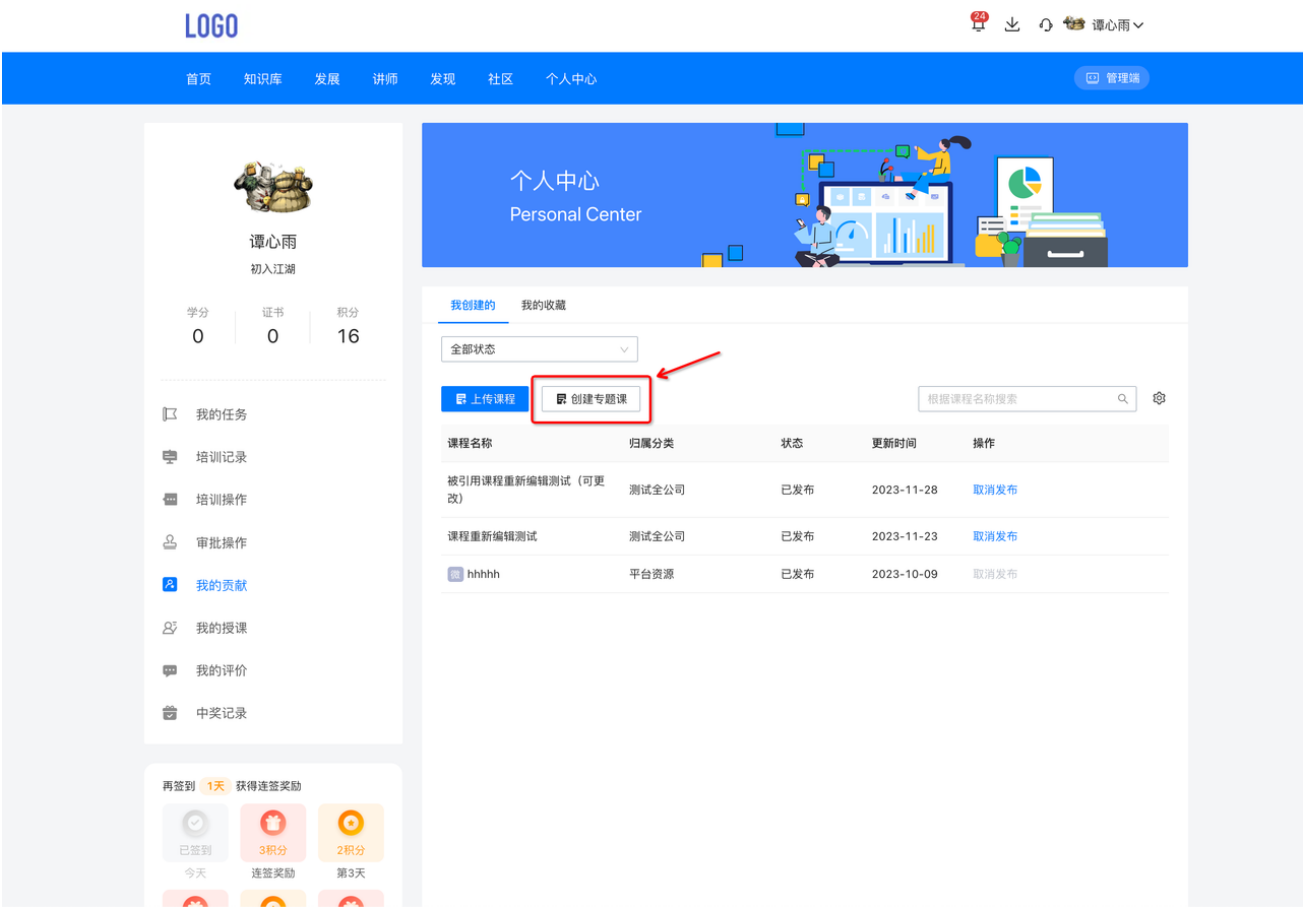 LOGO
24
谭心雨
首页 知识库 发展 讲师 发现 社区 个人中心
管理端
谭心雨
初入江湖
学分 证书 积分
0 0 16
我的任务
培训记录
培训操作
审批操作
我的贡献
我的授课
我的评价
中奖记录
再签到 1天 获得连签奖励
已签到 3积分 2积分
今天 连签奖励 第3天
个人中心
Personal Center
我创建的 我的收藏
全部状态
上传课程 创建专题课
根据课程名称搜索
课程名称 归属分类 状态 更新时间 操作
被引用课程重新编辑测试（可更
改） 测试全公司 已发布 2023-11-28 取消发布
课程重新编辑测试 测试全公司 已发布 2023-11-23 取消发布
微 hhhhh 平台资源 已发布 2023-10-09 取消发布